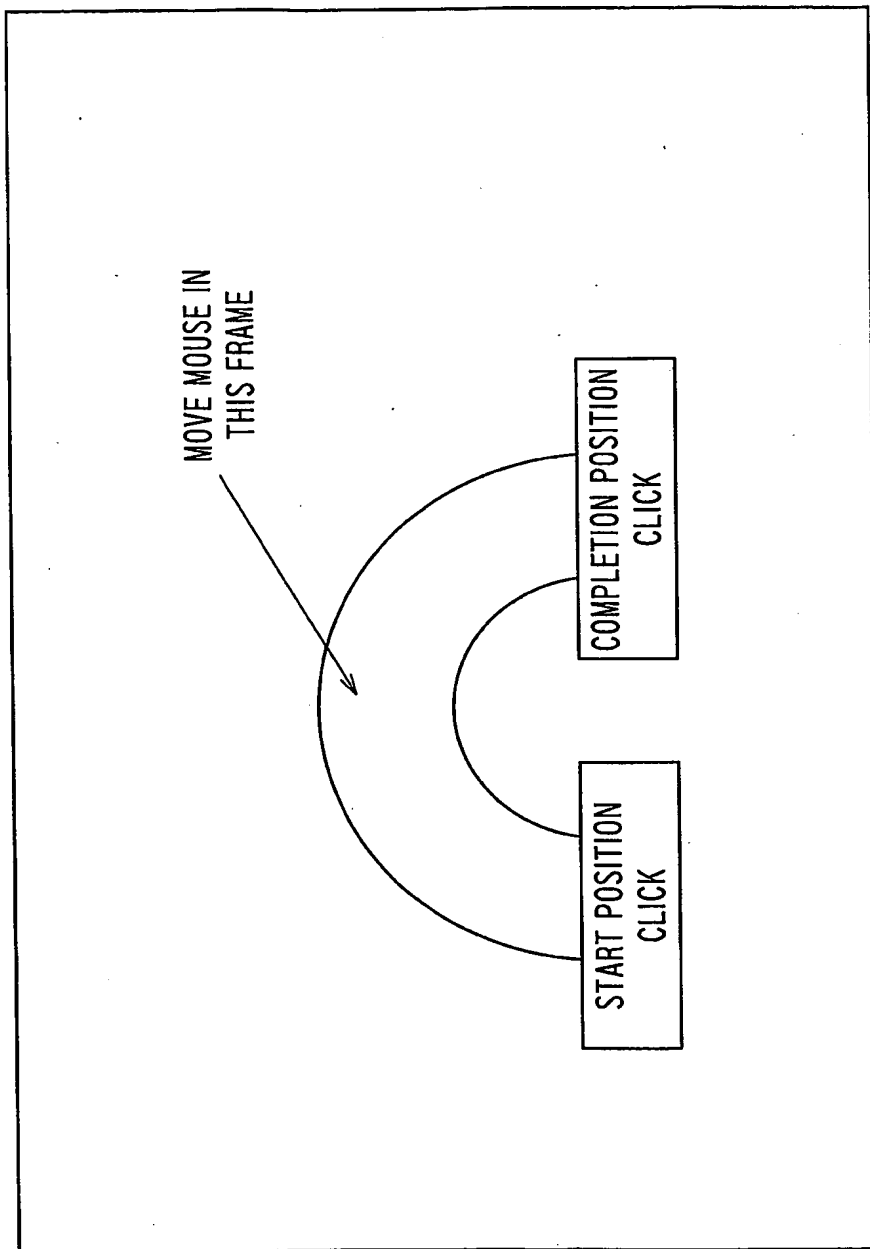 MOVE MOUSE IN
THIS FRAME
START POSITION
CLICK
COMPLETION POSITION
CLICK